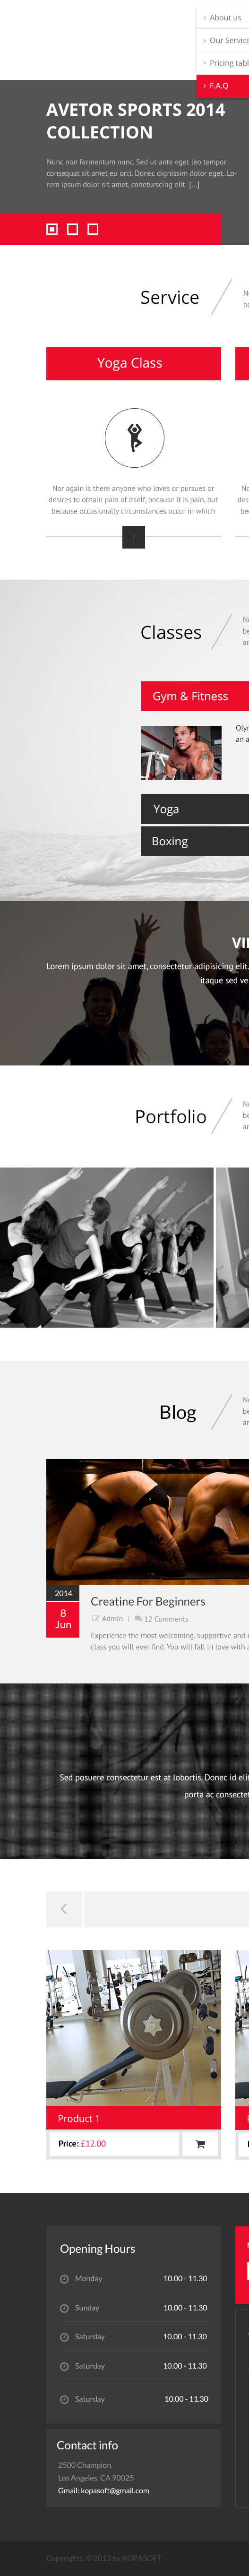 About us
Our Service
Pricing tabl
F.A.Q
AVETOR SPORTS 2014
COLLECTION
Nunc non fermentum nunc. Sed ut ante eget leo tempor
consequat sit amet eu orci. Donec dignissim dolor eget..Lo-
rem ipsum dolor sit amet, coneturscing elit [...]
Service
Yoga Class
Nor again is there anyone who loves or pursues or
desires to obtain pain of itself, because it is pain, but
because occasionally circumstances occur in which
Classes
Gym & Fitness
Olyr
an a
Yoga
Boxing
VI
Lorem ipsum dolor sit amet, consectetur adipisicing elit.
itaque sed ve
Portfolio
Blog
2014
8
Jun
Creatine For Beginners
Admin | 12 Comments
Experience the most welcoming, supportive and
class you will ever find. You will fall in love with
Sed posuere consectetur est at lobortis. Donec id elit
porta ac consectet
Product 1
Price: £12.00
Opening Hours
Monday 10.00 - 11.30
Sunday 10.00 - 11.30
Saturday 10.00 - 11.30
Saturday 10.00 - 11.30
Saturday 10.00 - 11.30
Contact info
2500 Champion.
Los Angeles, CA 90025
Gmail: kopasoft@gmail.com
Copyrights. © 2013 by KOPASOFT